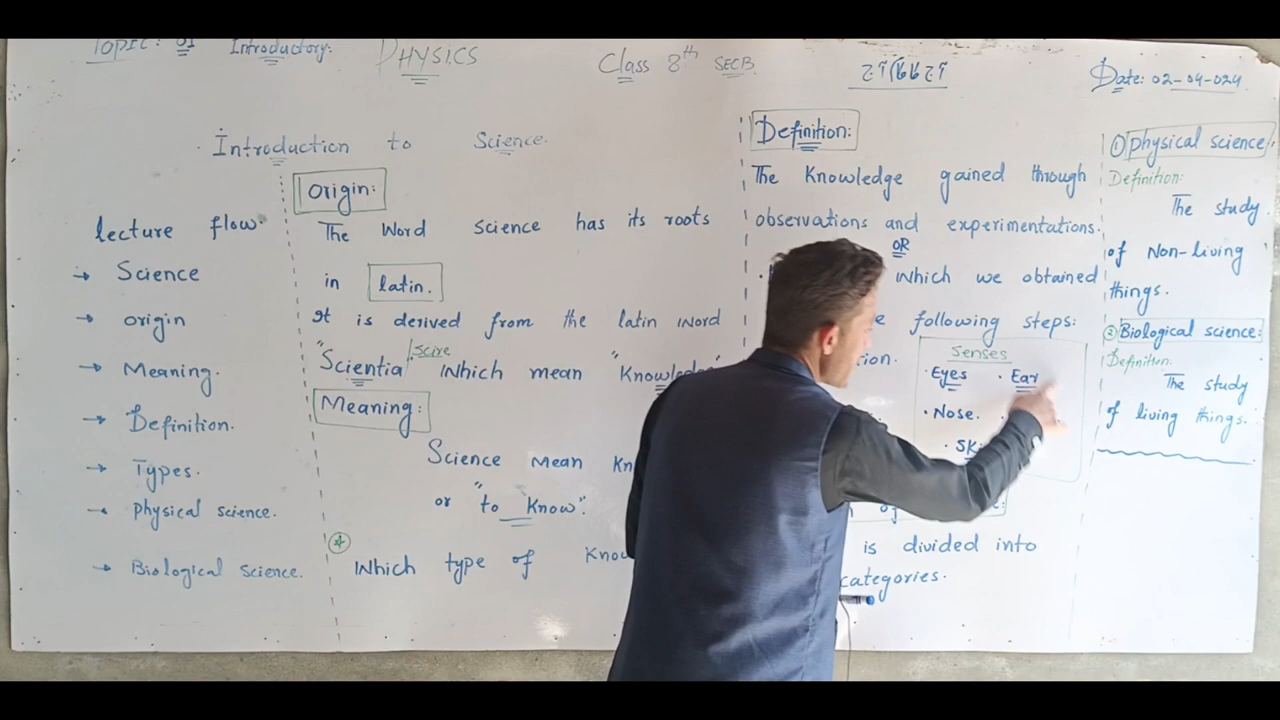 Topic: 01 Introductory: PHYSICS Class 8th SECB Date: 02-04-024
Introduction to Science.
lecture flow
→ Science
→ origin
→ Meaning.
→ Definition.
→ Types.
→ Physical science.
→ Biological science.
Origin:
The Word science has its roots
in latin.
It is derived from the latin word
"Scientia / Scire Which mean "Knowledge"
Meaning:
Science mean
or "to Know".
Which type of
Definition:
The Knowledge gained through
observations and experimentations.
OR
which we obtained
following steps:
Senses
· Eyes · Ear
· Nose.
is divided into
categories.
① Physical science
Definition:
The study
of Non-living
things.
② Biological science:
Definition:
The study
of living things.